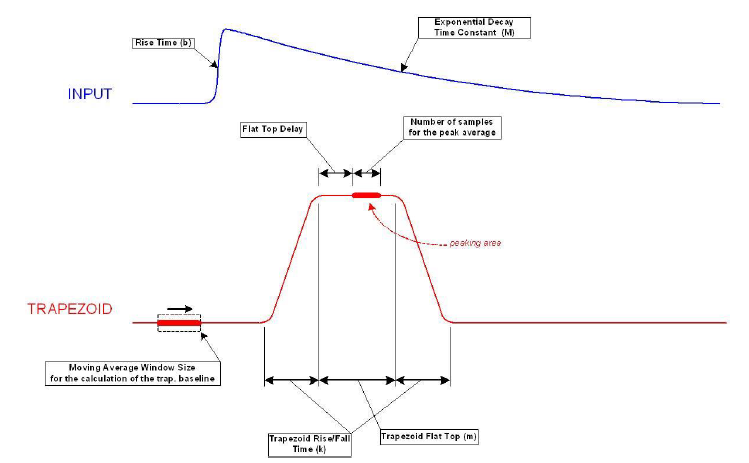 Exponential Decay
Time Constant (M)
Rise Time (b)
INPUT
Flat Top Delay
Number of samples
for the peak average
peaking area
TRAPEZOID
Moving Average Window Size
for the calculation of the trap. baseline
Trapezoid Rise/Fall
Time (k)
Trapezoid Flat Top (m)